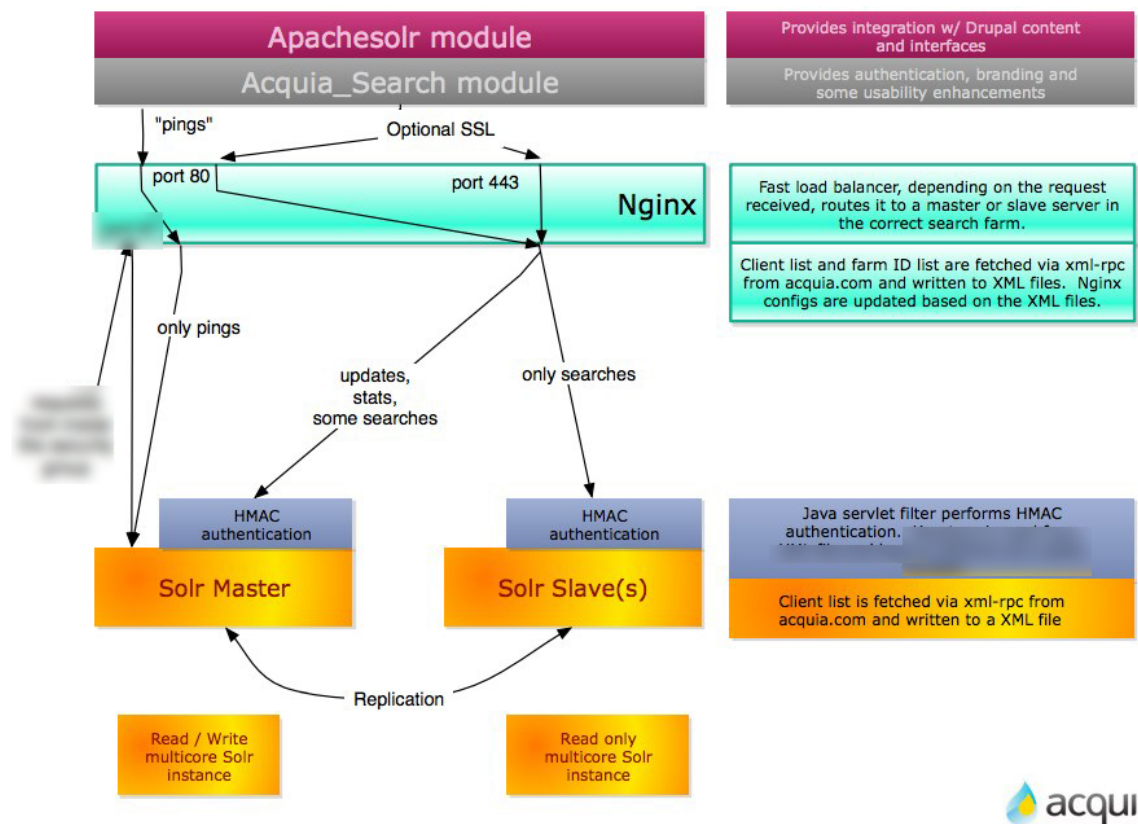 Apachesolr module
Provides integration w/ Drupal content
and interfaces
Acquia_Search module
Provides authentication, branding and
some usability enhancements
"pings"
Optional SSL
port 80
port 443
Nginx
Fast load balancer, depending on the request
received, routes it to a master or slave server in
the correct search farm.
Client list and farm ID list are fetched via xml-rpc
from acquia.com and written to XML files. Nginx
configs are updated based on the XML files.
only pings
updates,
stats,
some searches
only searches
HMAC
authentication
HMAC
authentication
Java servlet filter performs HMAC
authentication.
Solr Master
Solr Slave(s)
Client list is fetched via xml-rpc from
acquia.com and written to a XML file
Replication
Read / Write
multicore Solr
instance
Read only
multicore Solr
instance
acqui